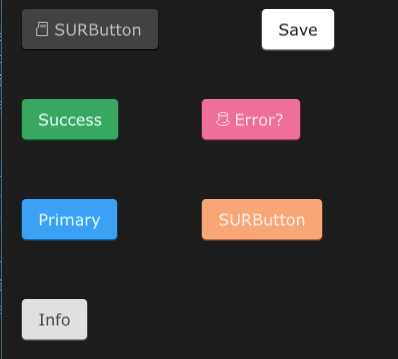 SURButton
Save
Success
Error?
Primary
SURButton
Info